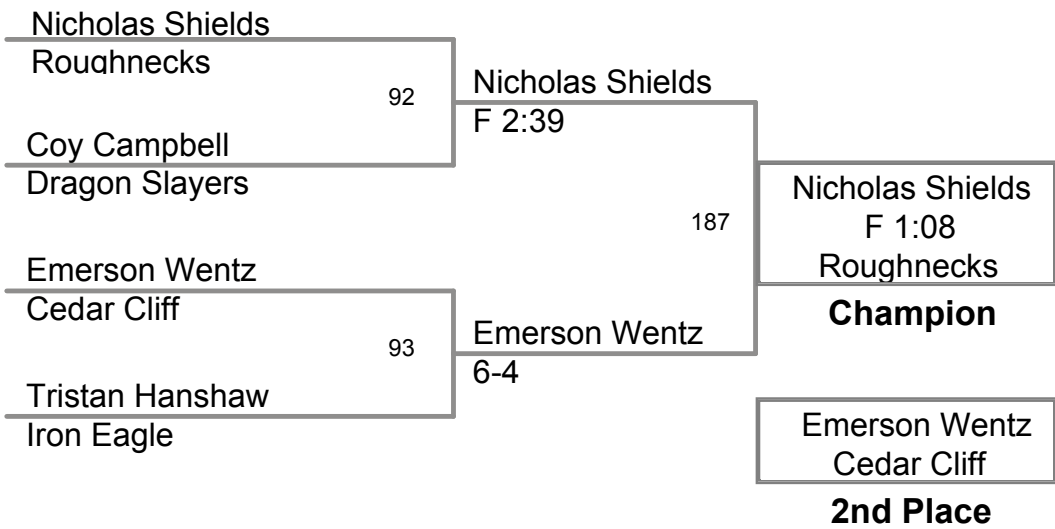 Nicholas Shields
Roughnecks
92
Coy Campbell
Dragon Slayers
Emerson Wentz
Cedar Cliff
93
Tristan Hanshaw
Iron Eagle
Nicholas Shields
F 2:39
187
Emerson Wentz
6-4
Nicholas Shields
F 1:08
Roughnecks
Champion
Emerson Wentz
Cedar Cliff
2nd Place